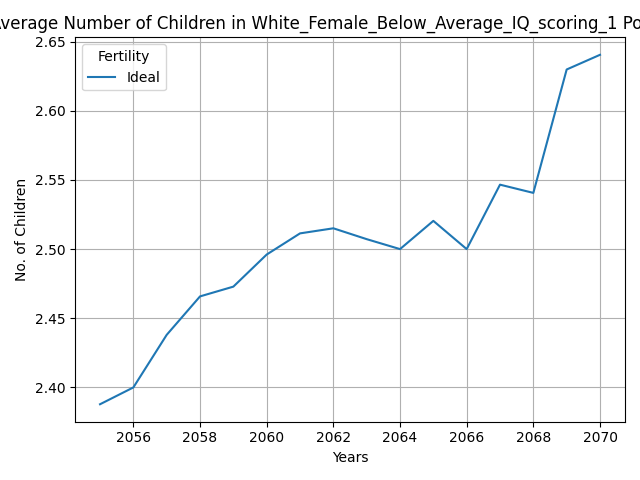 Average Number of Children in White_Female_Below_Average_IQ_scoring_1 Po
Fertility
Ideal
2.65
2.60
2.55
2.50
2.45
2.40
No. of Children
2056 2058 2060 2062 2064 2066 2068 2070
Years